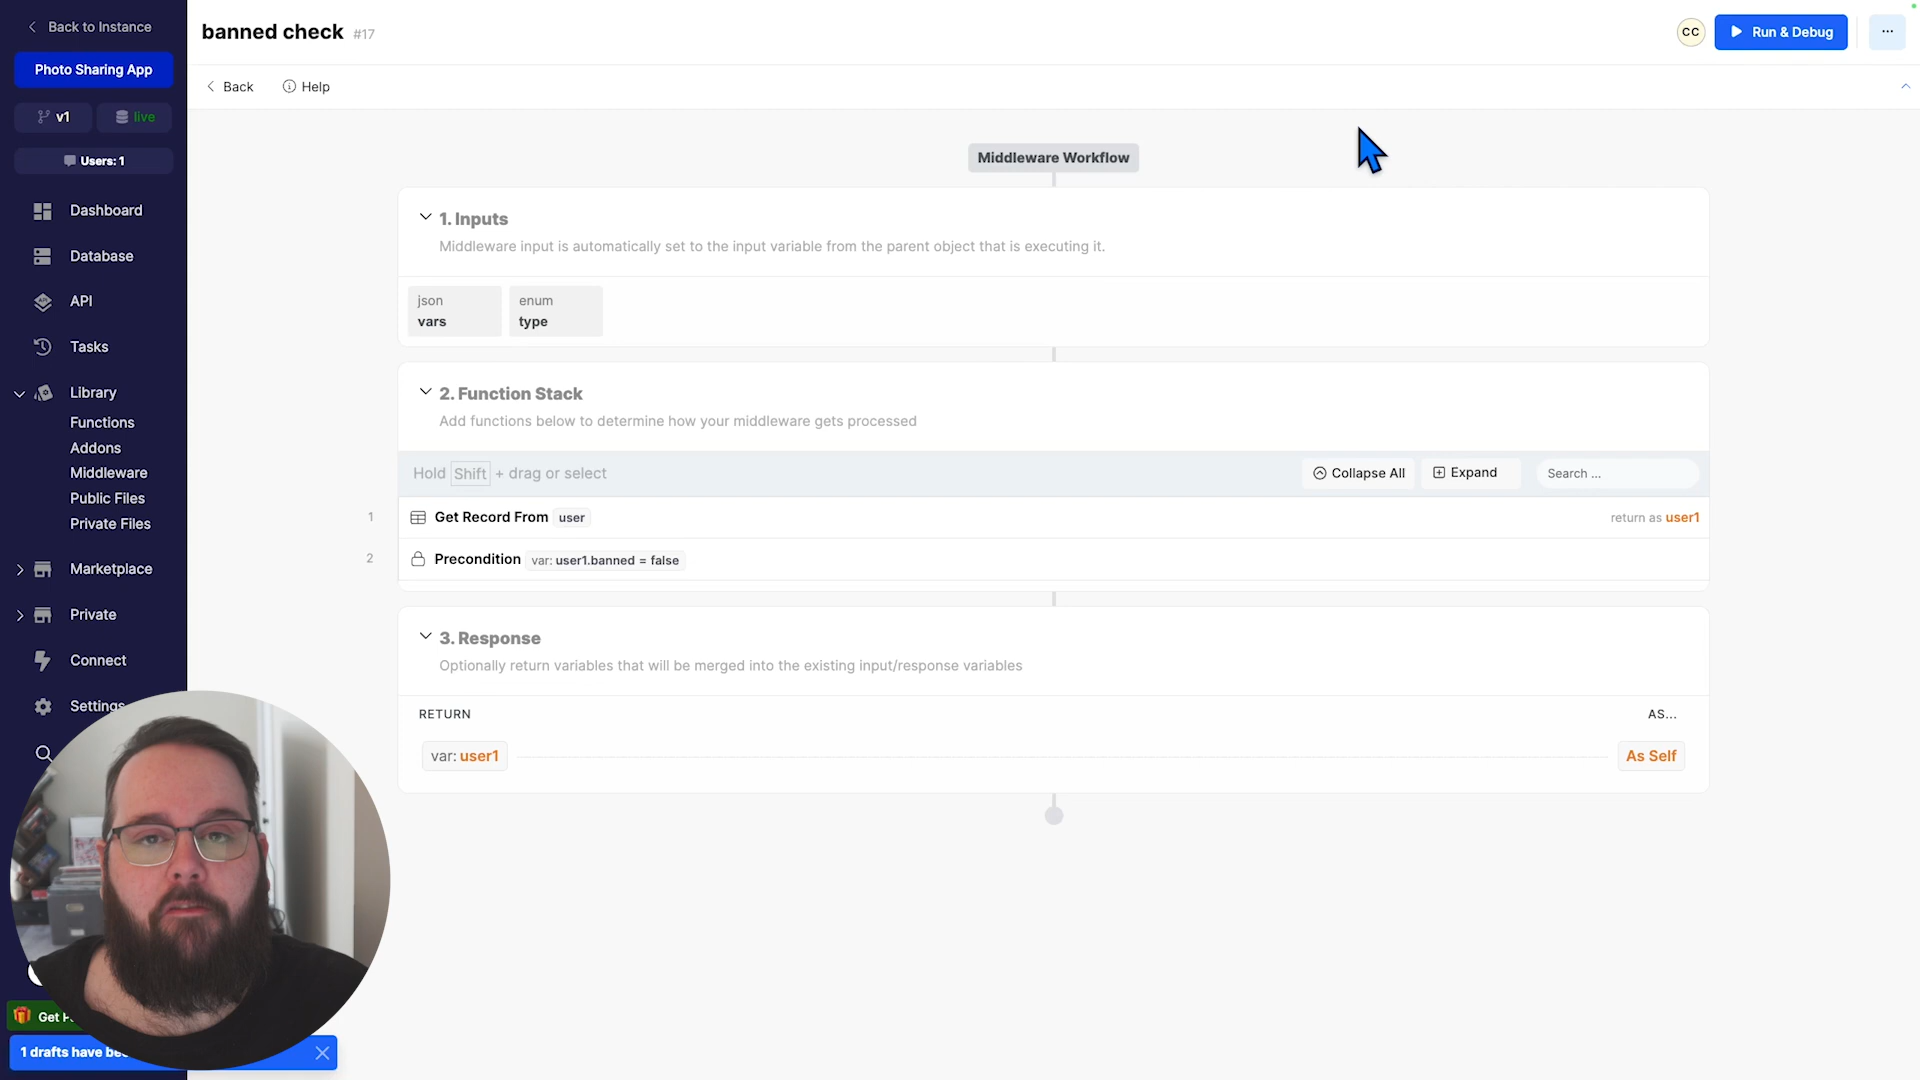 Back to Instance
Photo Sharing App
v1
live
Users: 1
Dashboard
Database
API
Tasks
Library
Functions
Addons
Middleware
Public Files
Private Files
Marketplace
Private
Connect
Settings
Get
1 drafts have
banned check #17
CC
Run & Debug
...
Back
Help
Middleware Workflow
1. Inputs
Middleware input is automatically set to the input variable from the parent object that is executing it.
json
vars
enum
type
2. Function Stack
Add functions below to determine how your middleware gets processed
Hold Shift + drag or select
Collapse All
Expand
Search ...
1
Get Record From user
return as user1
2
Precondition var: user1.banned = false
3. Response
Optionally return variables that will be merged into the existing input/response variables
RETURN
AS...
var: user1
As Self